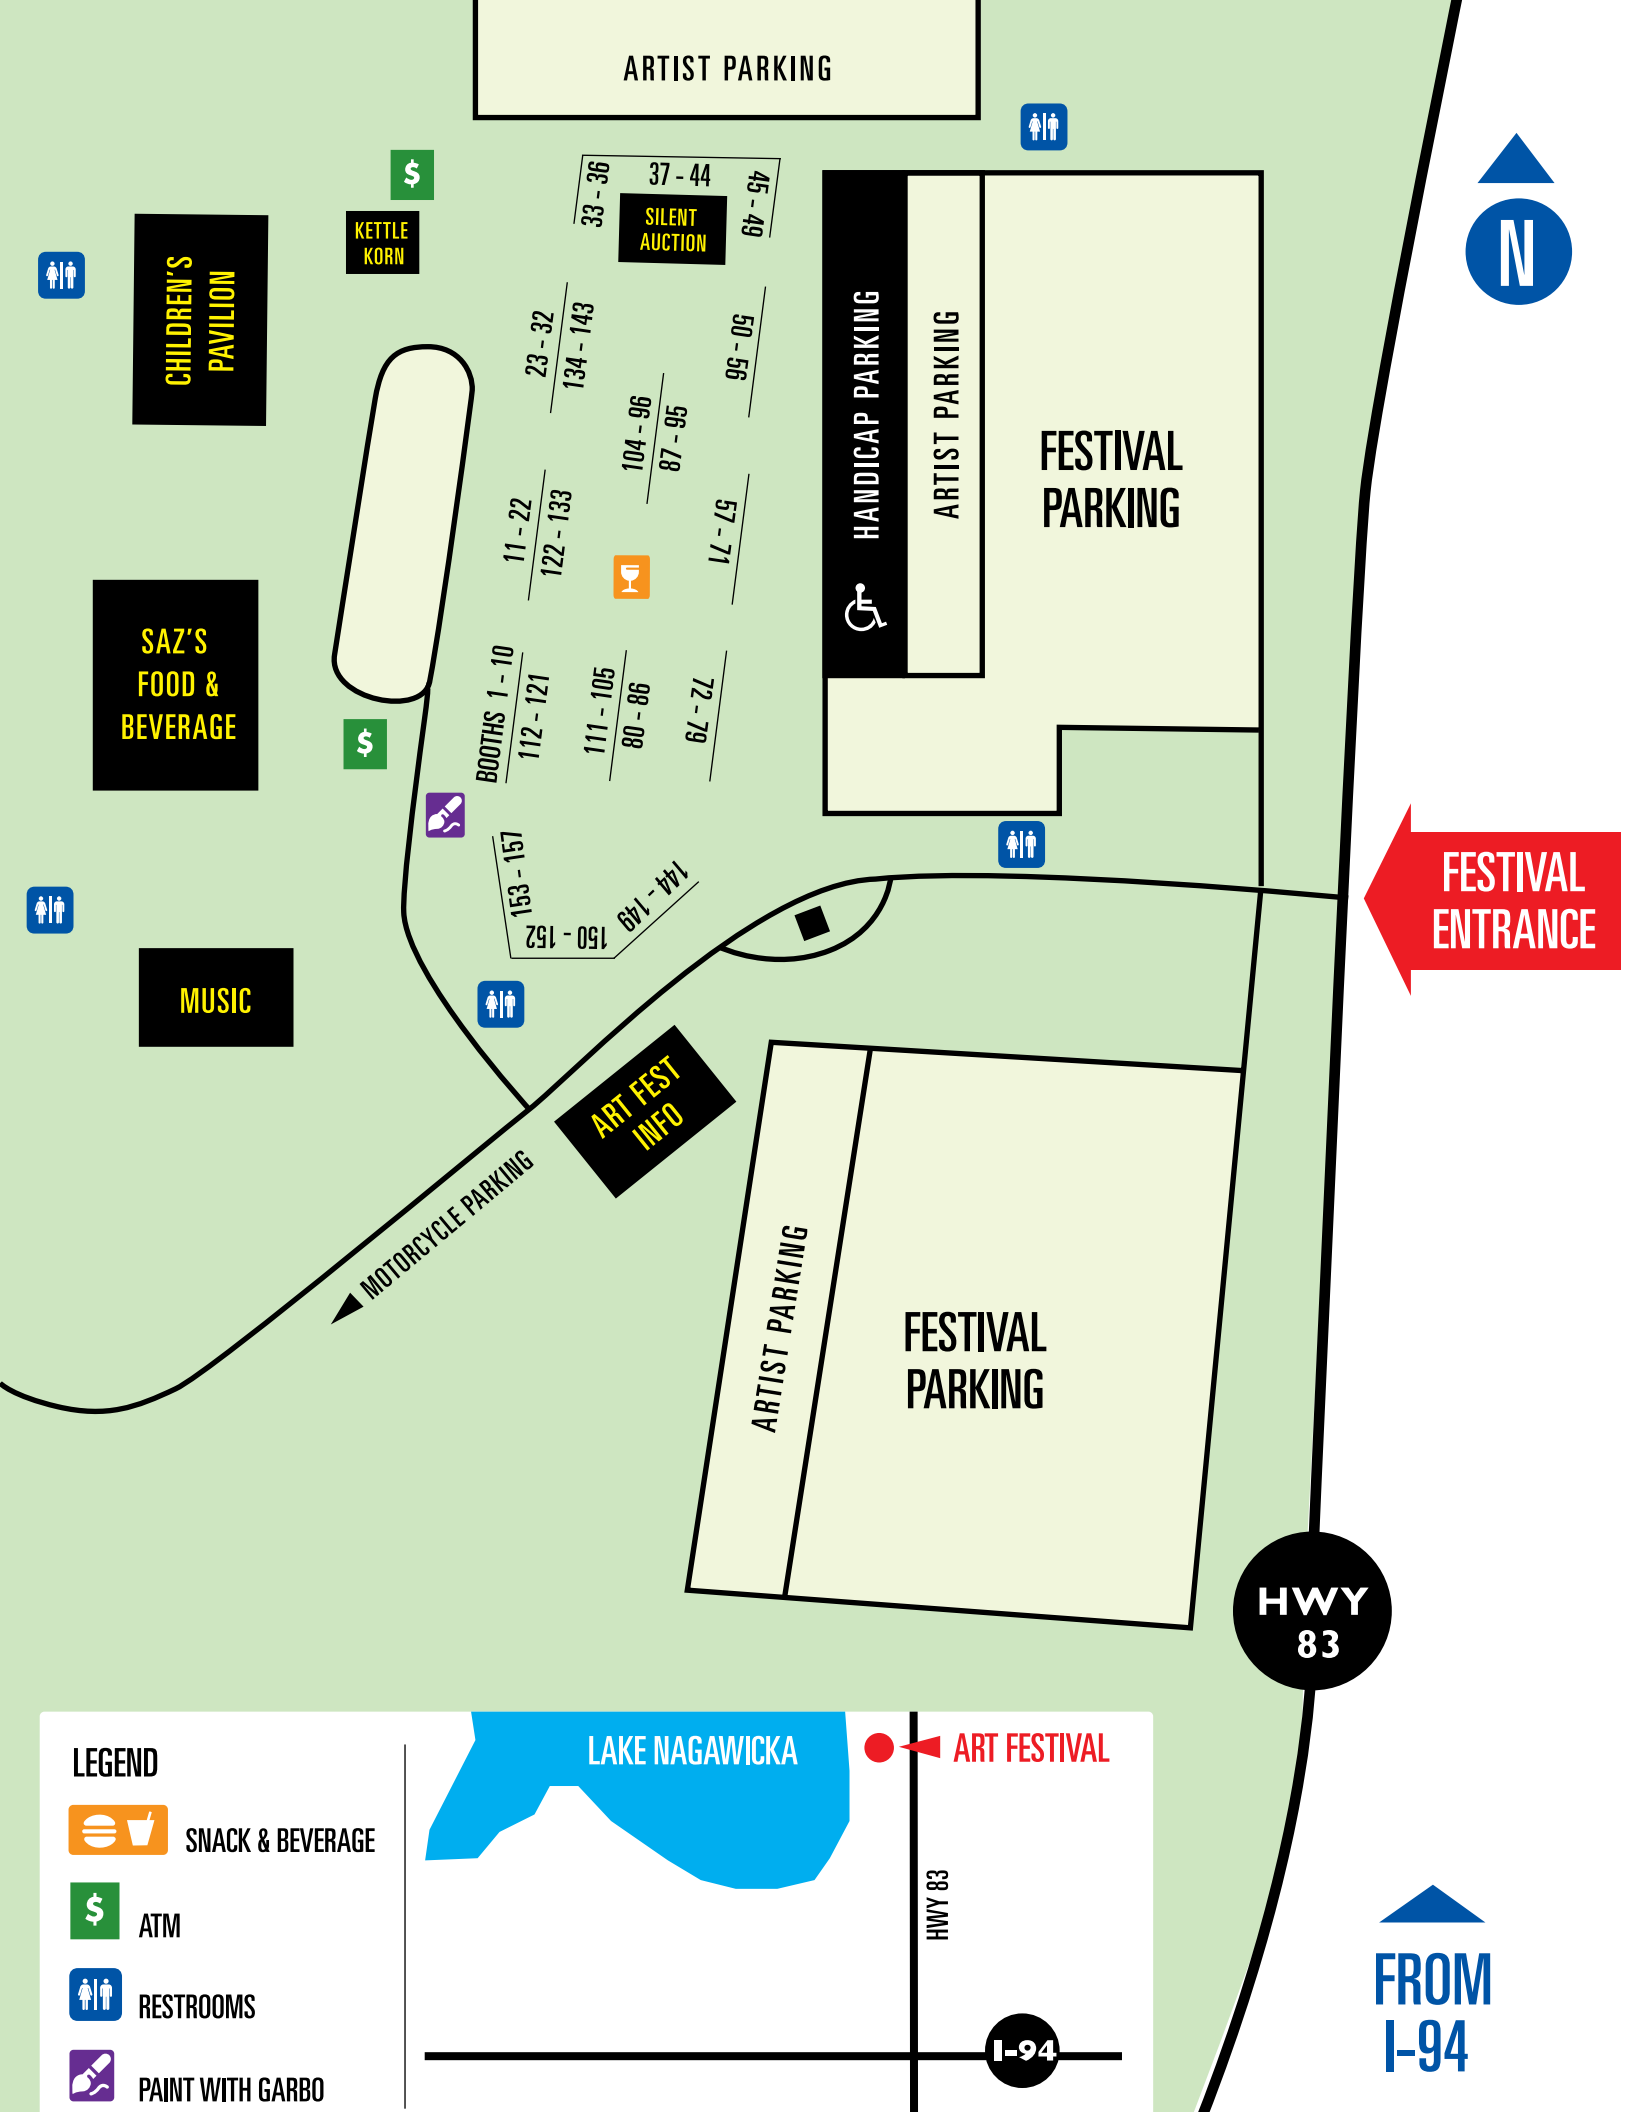 ARTIST PARKING
$
KETTLE
KORN
33 - 36
37 - 44
45 - 49
SILENT
AUCTION
CHILDREN'S
PAVILION
23 - 32
134 - 143
50 - 56
104 - 96
87 - 95
11 - 22
122 - 133
57 - 71
HANDICAP PARKING
ARTIST PARKING
FESTIVAL
PARKING
N
SAZ'S
FOOD &
BEVERAGE
$
BOOTHS 1 - 10
112 - 121
111 - 105
80 - 86
72 - 79
153 - 157
150 - 152
144 - 149
FESTIVAL
ENTRANCE
MUSIC
ART FEST
INFO
MOTORCYCLE PARKING
ARTIST PARKING
FESTIVAL
PARKING
HWY
83
LEGEND
SNACK & BEVERAGE
$
ATM
RESTROOMS
PAINT WITH GARBO
LAKE NAGAWICKA
ART FESTIVAL
HWY 83
I-94
FROM
I-94